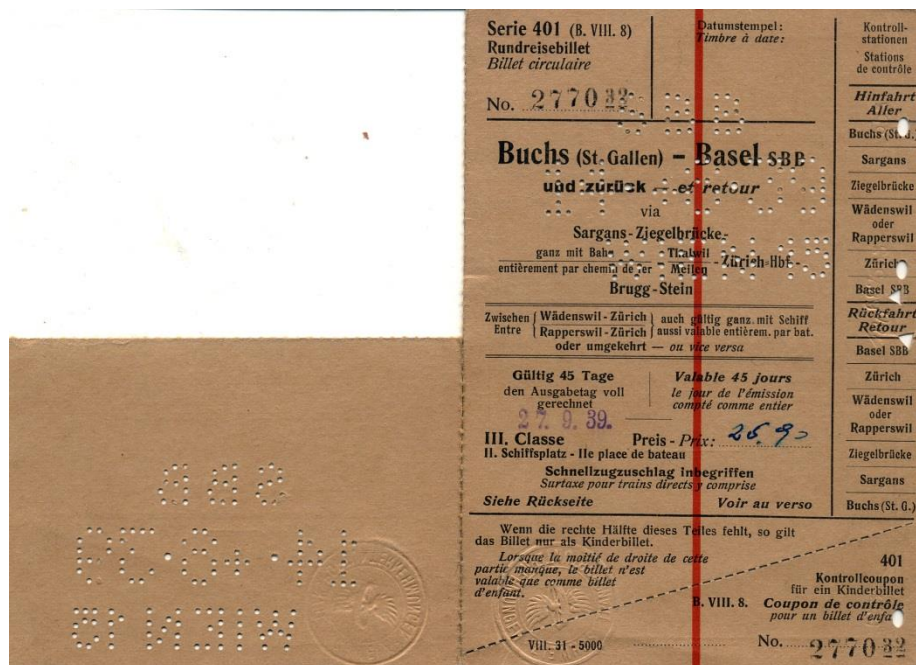 Serie 401 (B. VIII. 8)
Rundreisebillet
Billet circulaire
No. 277032
Datumstempel:
Timbre à date:
Buchs (St. Gallen) – Basel SBB
und zurück — et retour
via
Sargans-Ziegelbrücke-
ganz mit Bahn Thalwil
entièrement par chemin de fer Meilen Zürich-Hbf-
Brugg-Stein
Zwischen Wädenswil-Zürich auch gültig ganz mit Schiff
Entre Rapperswil-Zürich aussi valable entièrem. par bat.
oder umgekehrt — ou vice versa
Gültig 45 Tage
den Ausgabetag voll
gerechnet
Valable 45 jours
le jour de l'émission
compté comme entier
27. 9. 39.
III. Classe Preis - Prix: 25.90
II. Schiffsplatz - IIe place de bateau
Schnellzugzuschlag inbegriffen
Surtaxe pour trains directs y comprise
Siehe Rückseite Voir au verso
Kontroll-
stationen
Stations
de contrôle
Hinfahrt
Aller
Buchs (St. G.)
Sargans
Ziegelbrücke
Wädenswil
oder
Rapperswil
Zürich
Basel SBB
Rückfahrt
Retour
Basel SBB
Zürich
Wädenswil
oder
Rapperswil
Ziegelbrücke
Sargans
Buchs (St. G.)
Wenn die rechte Hälfte dieses Teiles fehlt, so gilt
das Billet nur als Kinderbillet.
Lorsque la moitié de droite de cette
partie manque, le billet n'est
valable que comme billet
d'enfant.
VIII. 31 - 5000
401
Kontrollcoupon
für ein Kinderbillet
B. VIII. 8. Coupon de contrôle
pour un billet d'enfant
No. 277032
SBB
WIEN 15